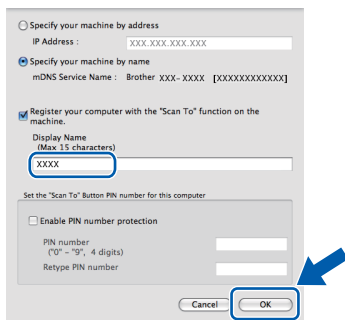 Specify your machine by address
IP Address : XXX.XXX.XXX.XXX
Specify your machine by name
mDNS Service Name : Brother XXX-XXXX [XXXXXXXXXXXX]
Register your computer with the "Scan To" function on the
machine.
Display Name
(Max 15 characters)
XXXX
Set the "Scan To" Button PIN number for this computer
Enable PIN number protection
PIN number
("0" – "9", 4 digits)
Retype PIN number
Cancel OK